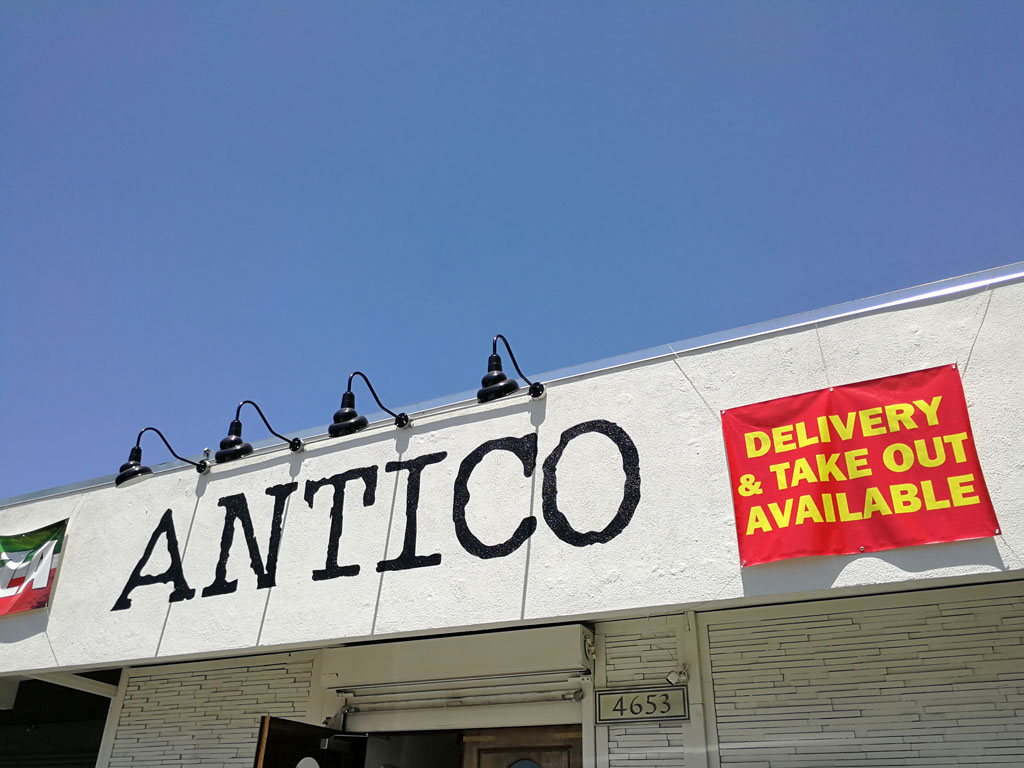 ANTICO
DELIVERY
& TAKE OUT
AVAILABLE
4653